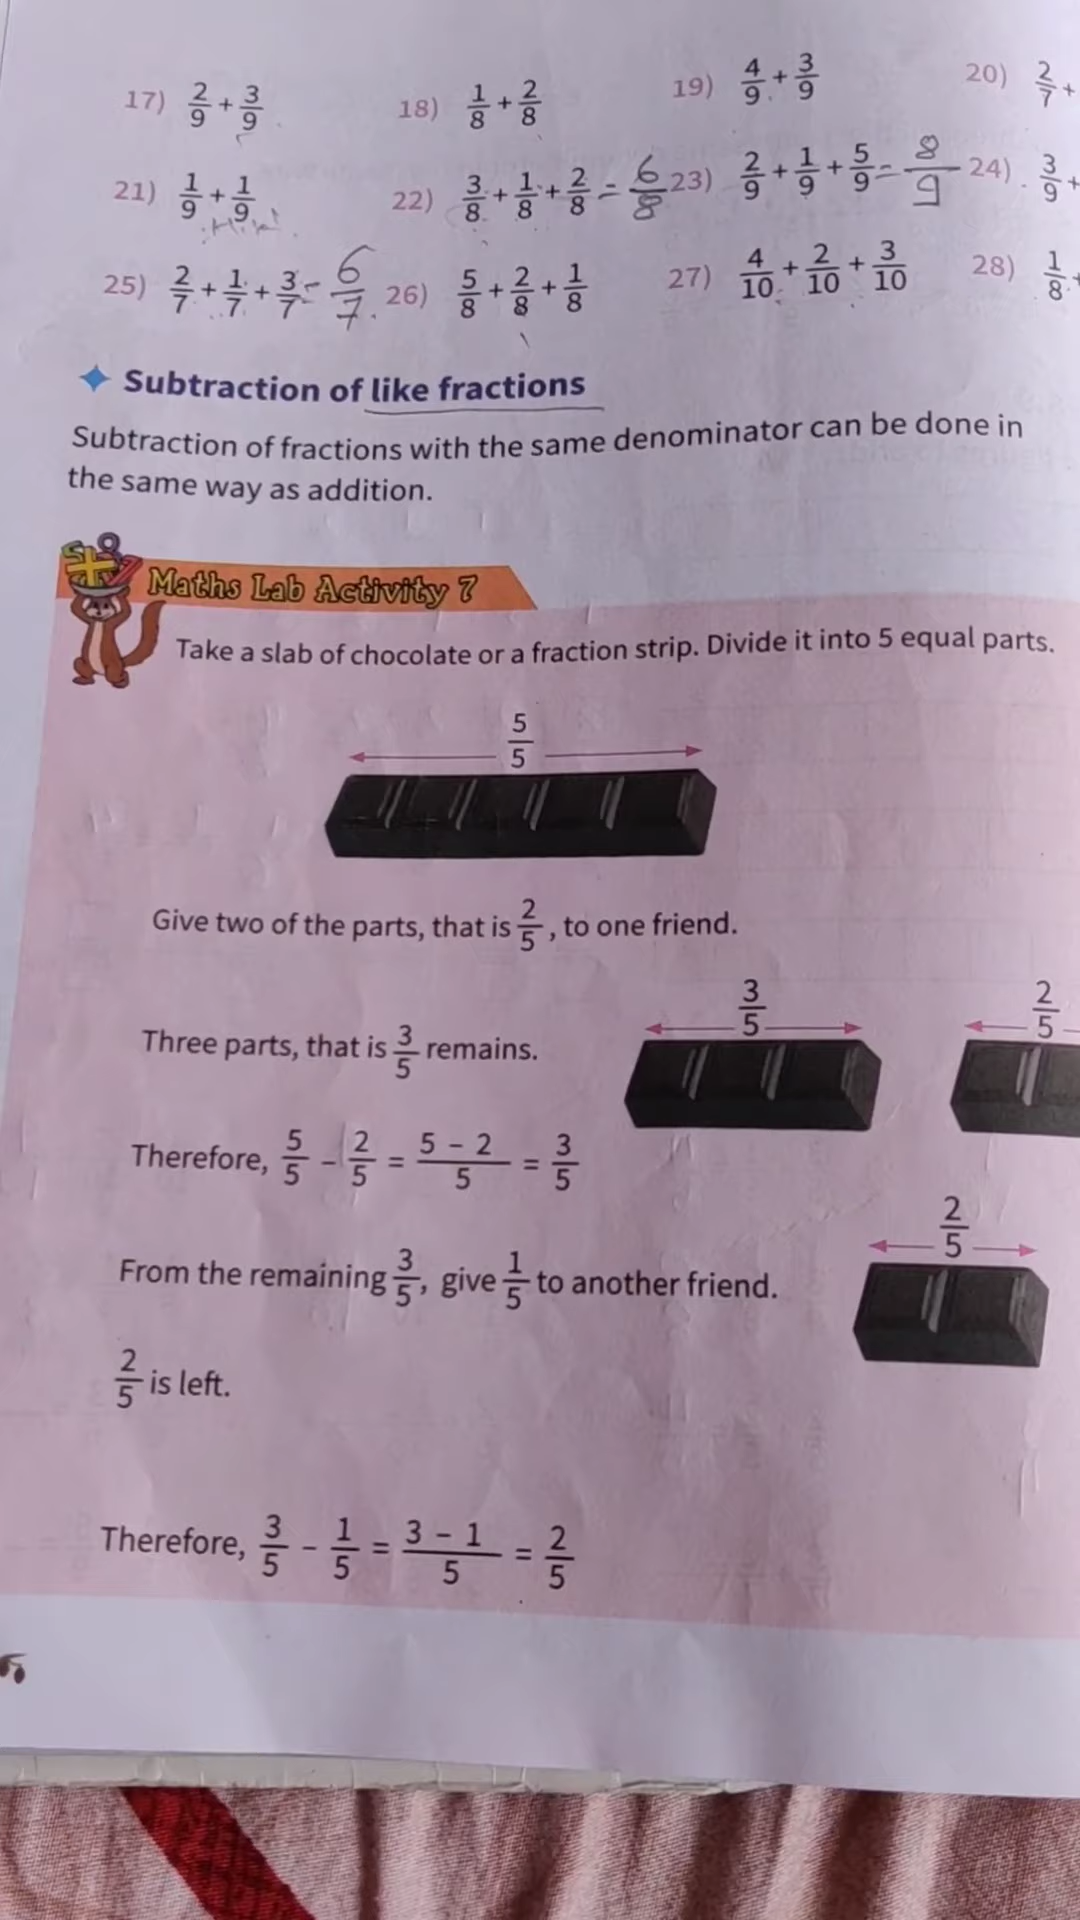 17) 2/9 + 3/9 18) 1/8 + 2/8 19) 4/9 + 3/9 20) 2/7 +
21) 1/9 + 1/9 22) 3/8 + 1/8 + 2/8 = 6/8 23) 2/9 + 1/9 + 5/9 = 8/9 24) 3/9 +
25) 2/7 + 1/7 + 3/7 = 6/7 26) 5/8 + 2/8 + 1/8 27) 4/10 + 2/10 + 3/10 28) 1/8 +
Subtraction of like fractions
Subtraction of fractions with the same denominator can be done in
the same way as addition.
Maths Lab Activity 7
Take a slab of chocolate or a fraction strip. Divide it into 5 equal parts.
5/5
Give two of the parts, that is 2/5, to one friend.
3/5 2/5
Three parts, that is 3/5 remains.
Therefore, 5/5 - 2/5 = 5 - 2/5 = 3/5
2/5
From the remaining 3/5, give 1/5 to another friend.
2/5 is left.
Therefore, 3/5 - 1/5 = 3 - 1/5 = 2/5